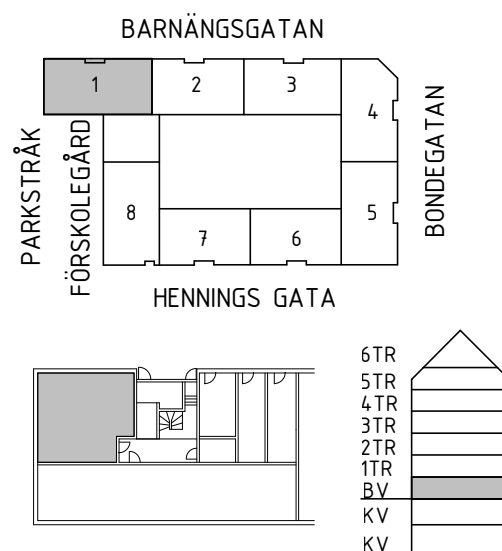 BARNÄNGSGATAN
1
2
3
4
PARKSTRÅK
FÖRSKOLEGÅRD
BONDEGATAN
8
7
6
5
HENNINGS GATA
6TR
5TR
4TR
3TR
2TR
1TR
BV
KV
KV